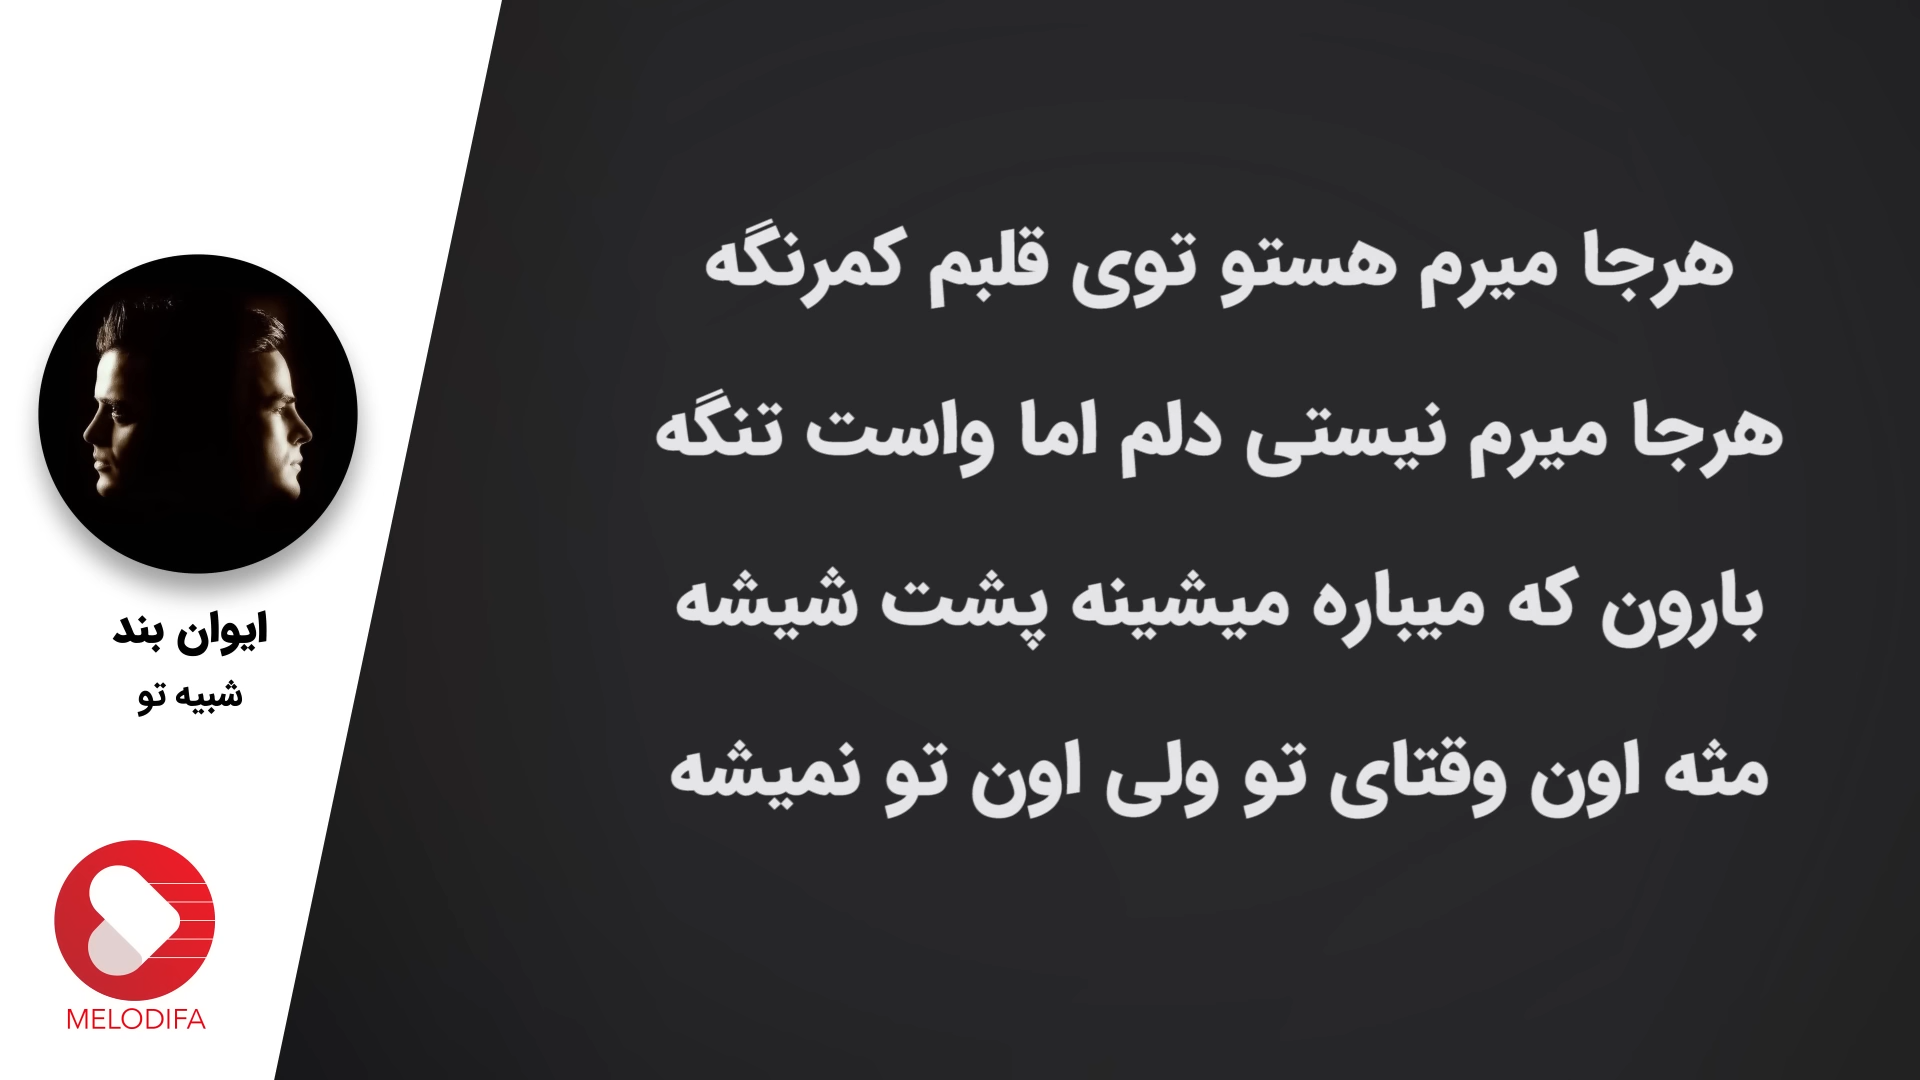 هرجا میرم هستو توی قلبم کمرنگه
هرجا میرم نیستی دلم اما واست تنگه
بارون که میباره میشینه پشت شیشه
مثه اون وقتای تو ولی اون تو نمیشه
ایوان بند
شبیه تو
MELODIFA